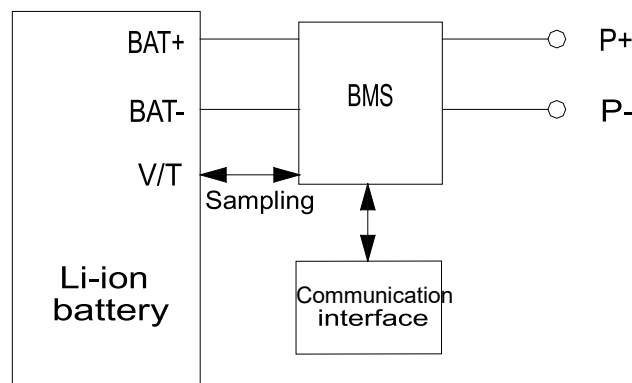 BAT+
P+
BMS
BAT-
P-
V/T
Sampling
Li-ion
battery
Communication
interface